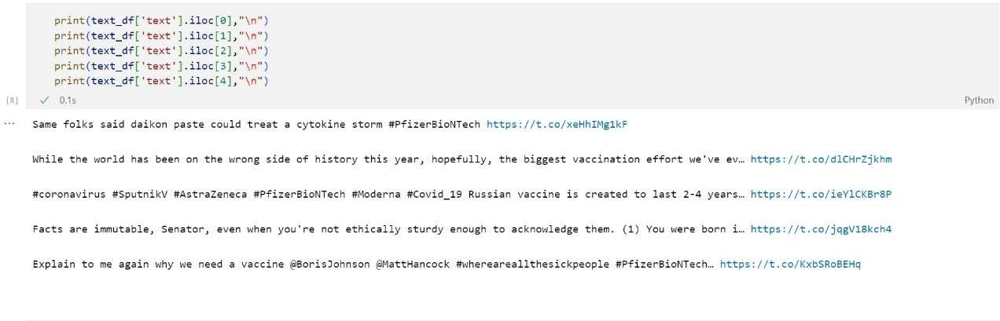 print(text_df['text'].iloc[0],"\n")
print(text_df['text'].iloc[1],"\n")
print(text_df['text'].iloc[2],"\n")
print(text_df['text'].iloc[3],"\n")
print(text_df['text'].iloc[4],"\n")
[8] ✓ 0.1s Python
... Same folks said daikon paste could treat a cytokine storm #PfizerBioNTech https://t.co/xeHhIMg1kF
While the world has been on the wrong side of history this year, hopefully, the biggest vaccination effort we've ev… https://t.co/dlCHrZjkhm
#coronavirus #SputnikV #AstraZeneca #PfizerBioNTech #Moderna #Covid_19 Russian vaccine is created to last 2-4 years… https://t.co/ieYlCKBr8P
Facts are immutable, Senator, even when you're not ethically sturdy enough to acknowledge them. (1) You were born i… https://t.co/jqgV18kch4
Explain to me again why we need a vaccine @BorisJohnson @MattHancock #whereareallthesickpeople #PfizerBioNTech… https://t.co/KxbSRoBEHq